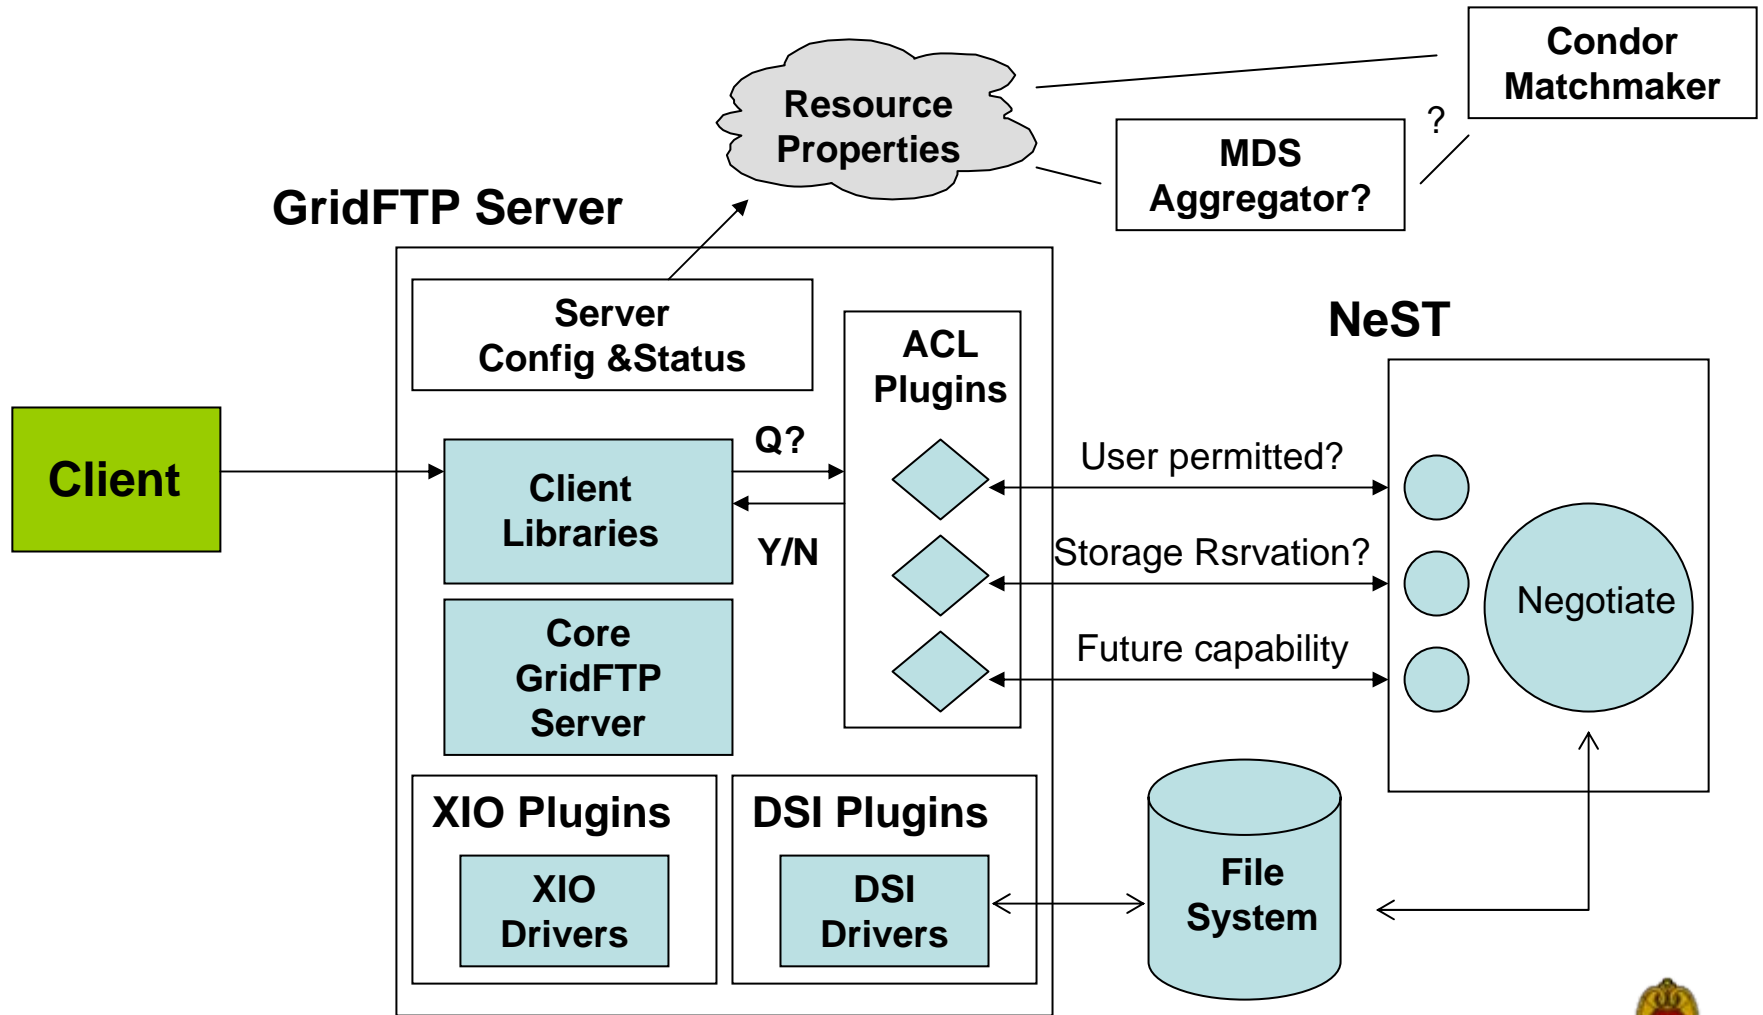 Condor
Matchmaker
Resource
Properties
?
MDS
Aggregator?
GridFTP Server
Server
Config &Status
ACL
Plugins
NeST
Client
Client
Libraries
Q?
Y/N
User permitted?
Storage Rsrvation?
Future capability
Negotiate
Core
GridFTP
Server
XIO Plugins
DSI Plugins
XIO
Drivers
DSI
Drivers
File
System